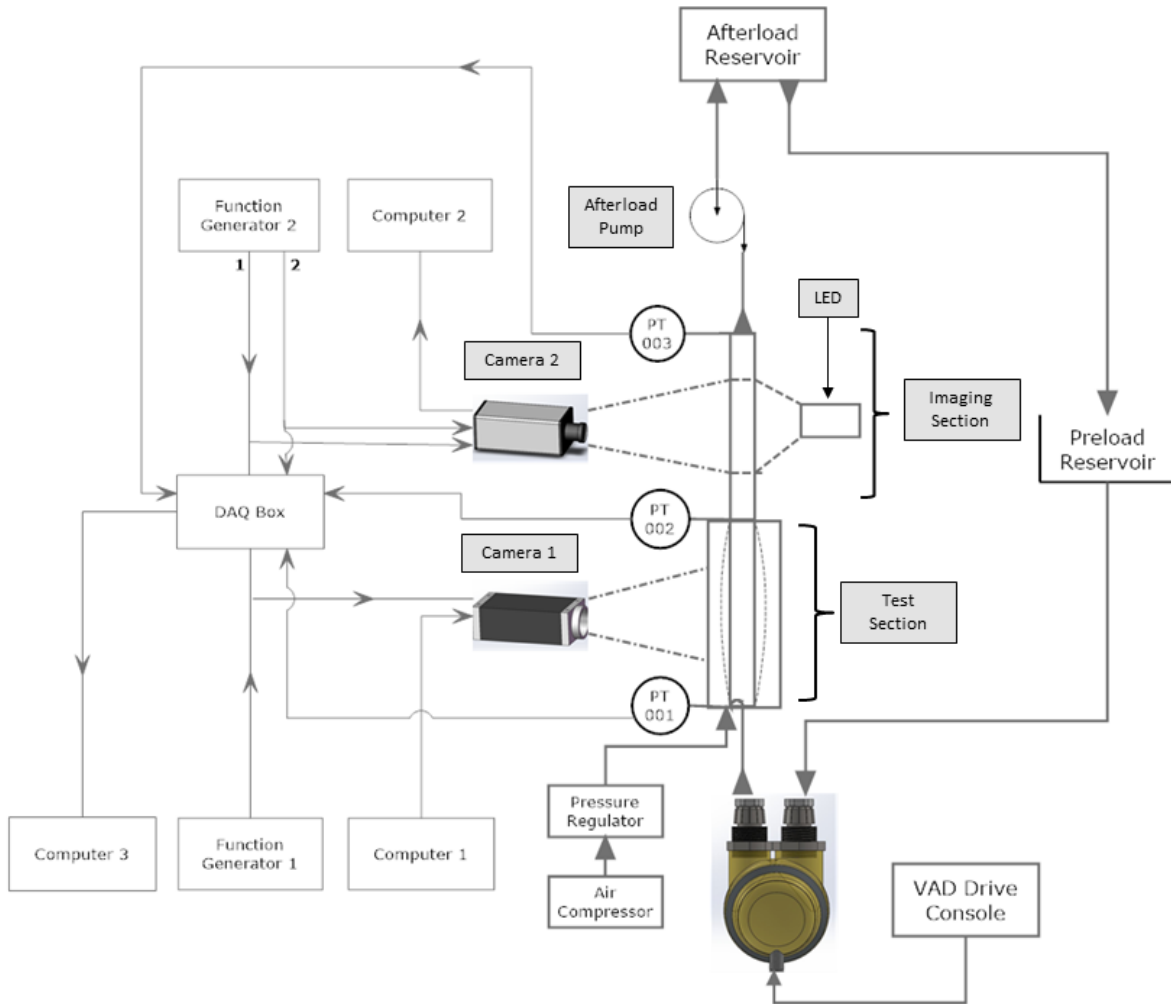 Afterload
Reservoir
Function
Generator 2
1
2
Computer 2
Afterload
Pump
LED
PT
003
Camera 2
Imaging
Section
Preload
Reservoir
DAQ Box
PT
002
Camera 1
Test
Section
PT
001
Pressure
Regulator
Computer 3
Function
Generator 1
Computer 1
Air
Compressor
VAD Drive
Console